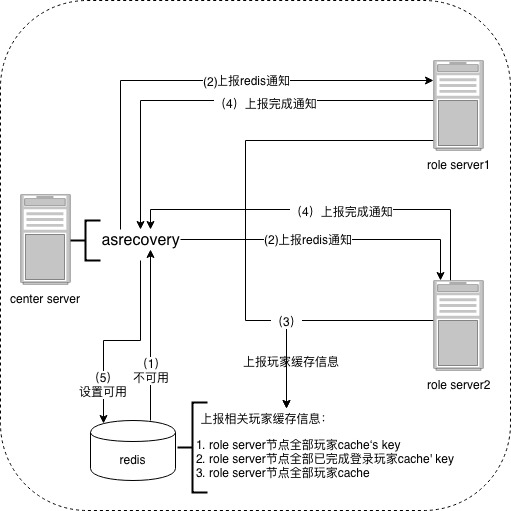 (2)上报redis通知
（4）上报完成通知
role server1
（4）上报完成通知
asrecovery
(2)上报redis通知
center server
（3）
上报玩家缓存信息
（1）
不可用
（5）
设置可用
role server2
上报相关玩家缓存信息：
1. role server节点全部玩家cache's key
2. role server节点全部已完成登录玩家cache' key
3. role server节点全部玩家cache
redis